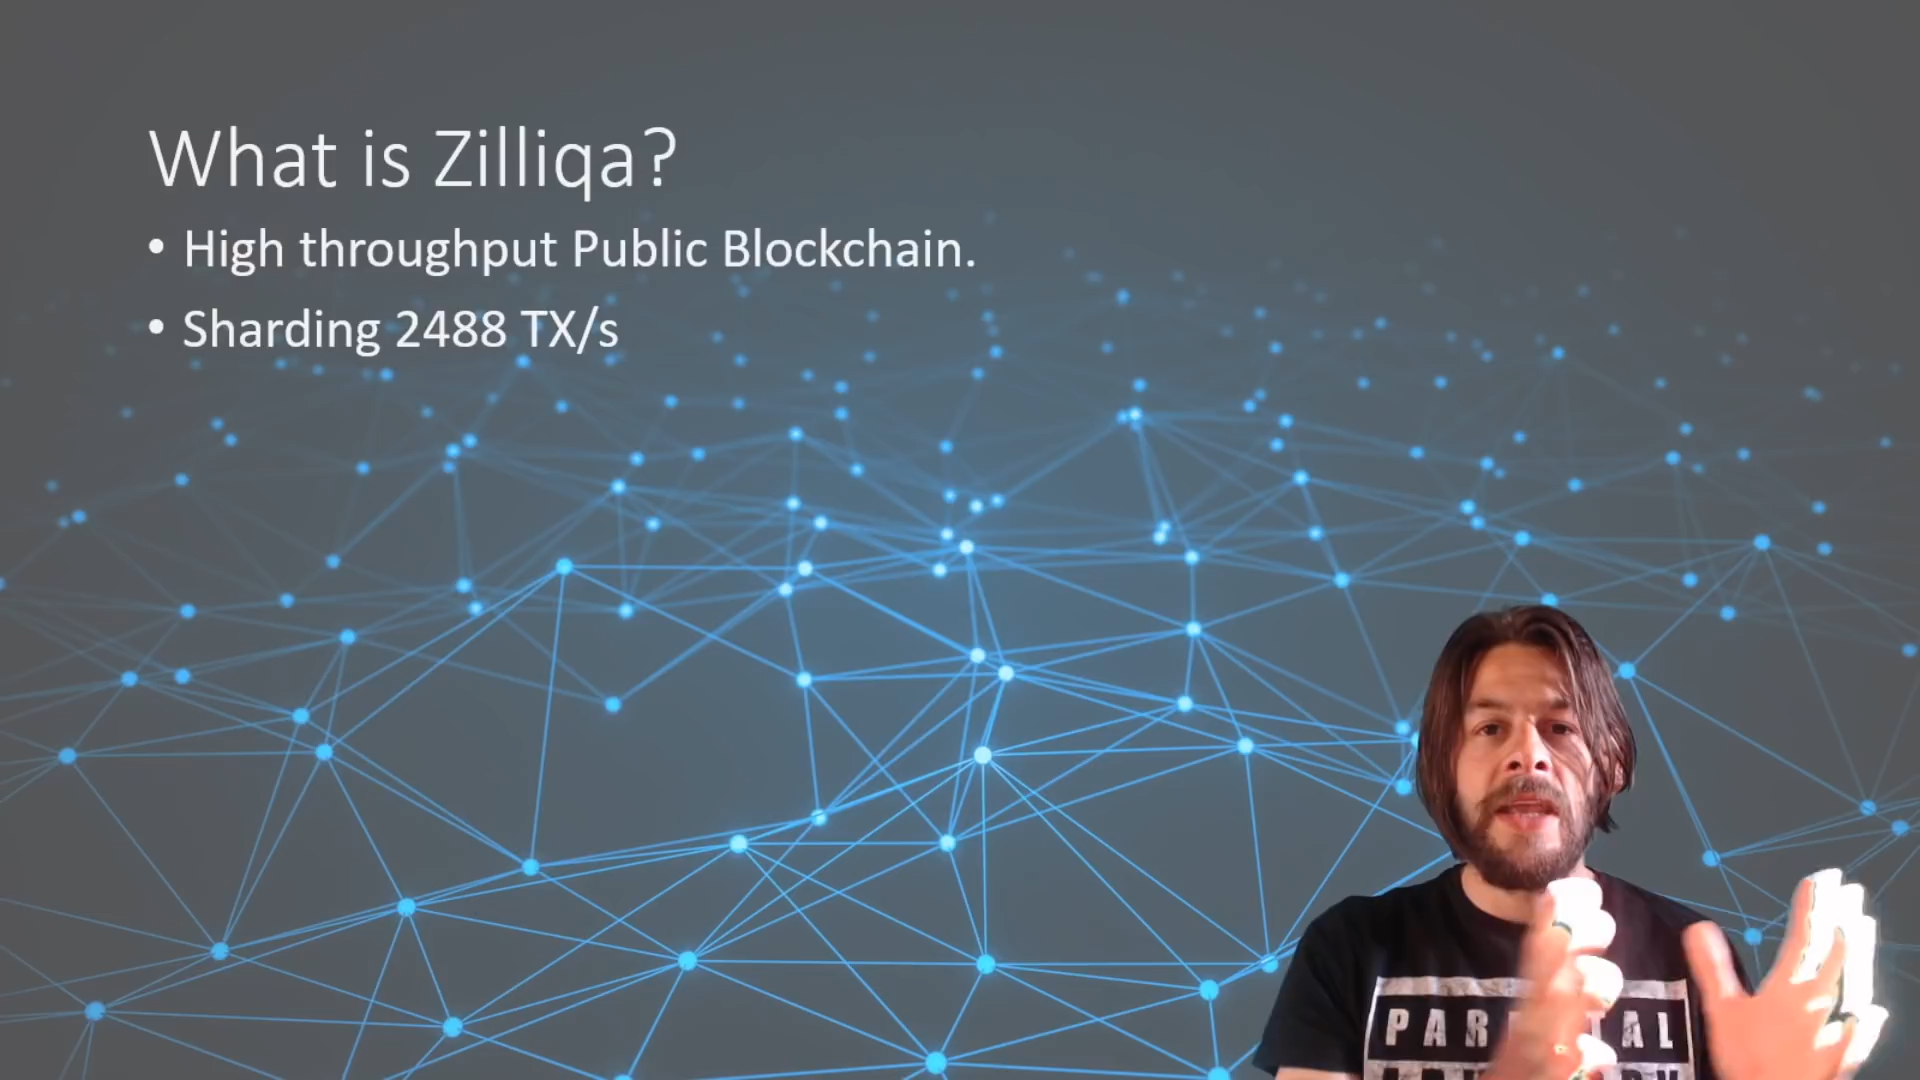 What is Zilliqa?
• High throughput Public Blockchain.
• Sharding 2488 TX/s